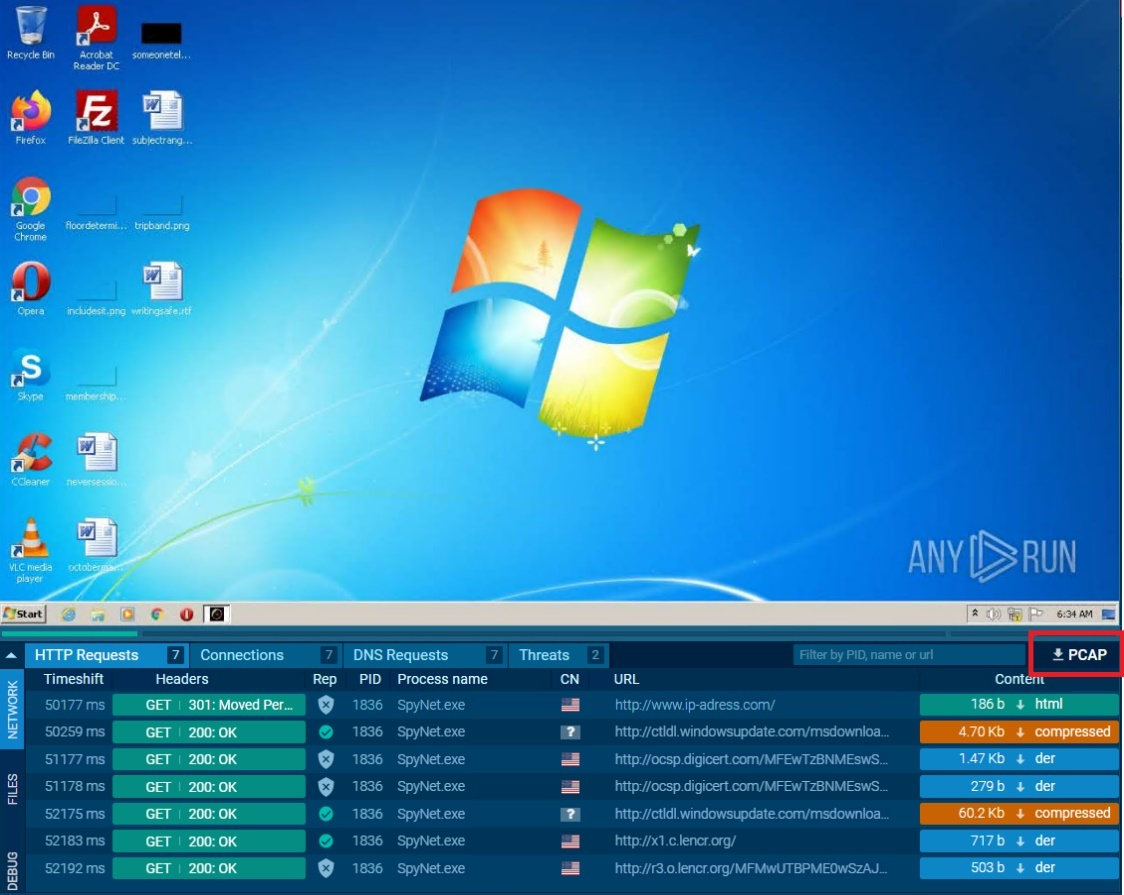 Recycle Bin
Acrobat Reader DC
someonetel...
Firefox
FileZilla Client
subjectrang...
Google Chrome
floordetermi...
tripband.png
Opera
includesit.png
writingsafe.rtf
Skype
membership...
CCleaner
neversessio...
VLC media player
octoberma...
ANY RUN
Start
6:34 AM
HTTP Requests 7 Connections 7 DNS Requests 7 Threats 2 Filter by PID, name or url PCAP
NETWORK
FILES
DEBUG
Timeshift Headers Rep PID Process name CN URL Content
50177 ms GET 301: Moved Per... 1836 SpyNet.exe http://www.ip-adress.com/ 186 b html
50259 ms GET 200: OK 1836 SpyNet.exe ? http://ctldl.windowsupdate.com/msdownloa... 4.70 Kb compressed
51177 ms GET 200: OK 1836 SpyNet.exe http://ocsp.digicert.com/MFEwTzBNMEswS... 1.47 Kb der
51178 ms GET 200: OK 1836 SpyNet.exe http://ocsp.digicert.com/MFEwTzBNMEswS... 279 b der
52175 ms GET 200: OK 1836 SpyNet.exe ? http://ctldl.windowsupdate.com/msdownloa... 60.2 Kb compressed
52183 ms GET 200: OK 1836 SpyNet.exe http://x1.c.lencr.org/ 717 b der
52192 ms GET 200: OK 1836 SpyNet.exe http://r3.o.lencr.org/MFMwUTBPME0wSzAJ... 503 b der